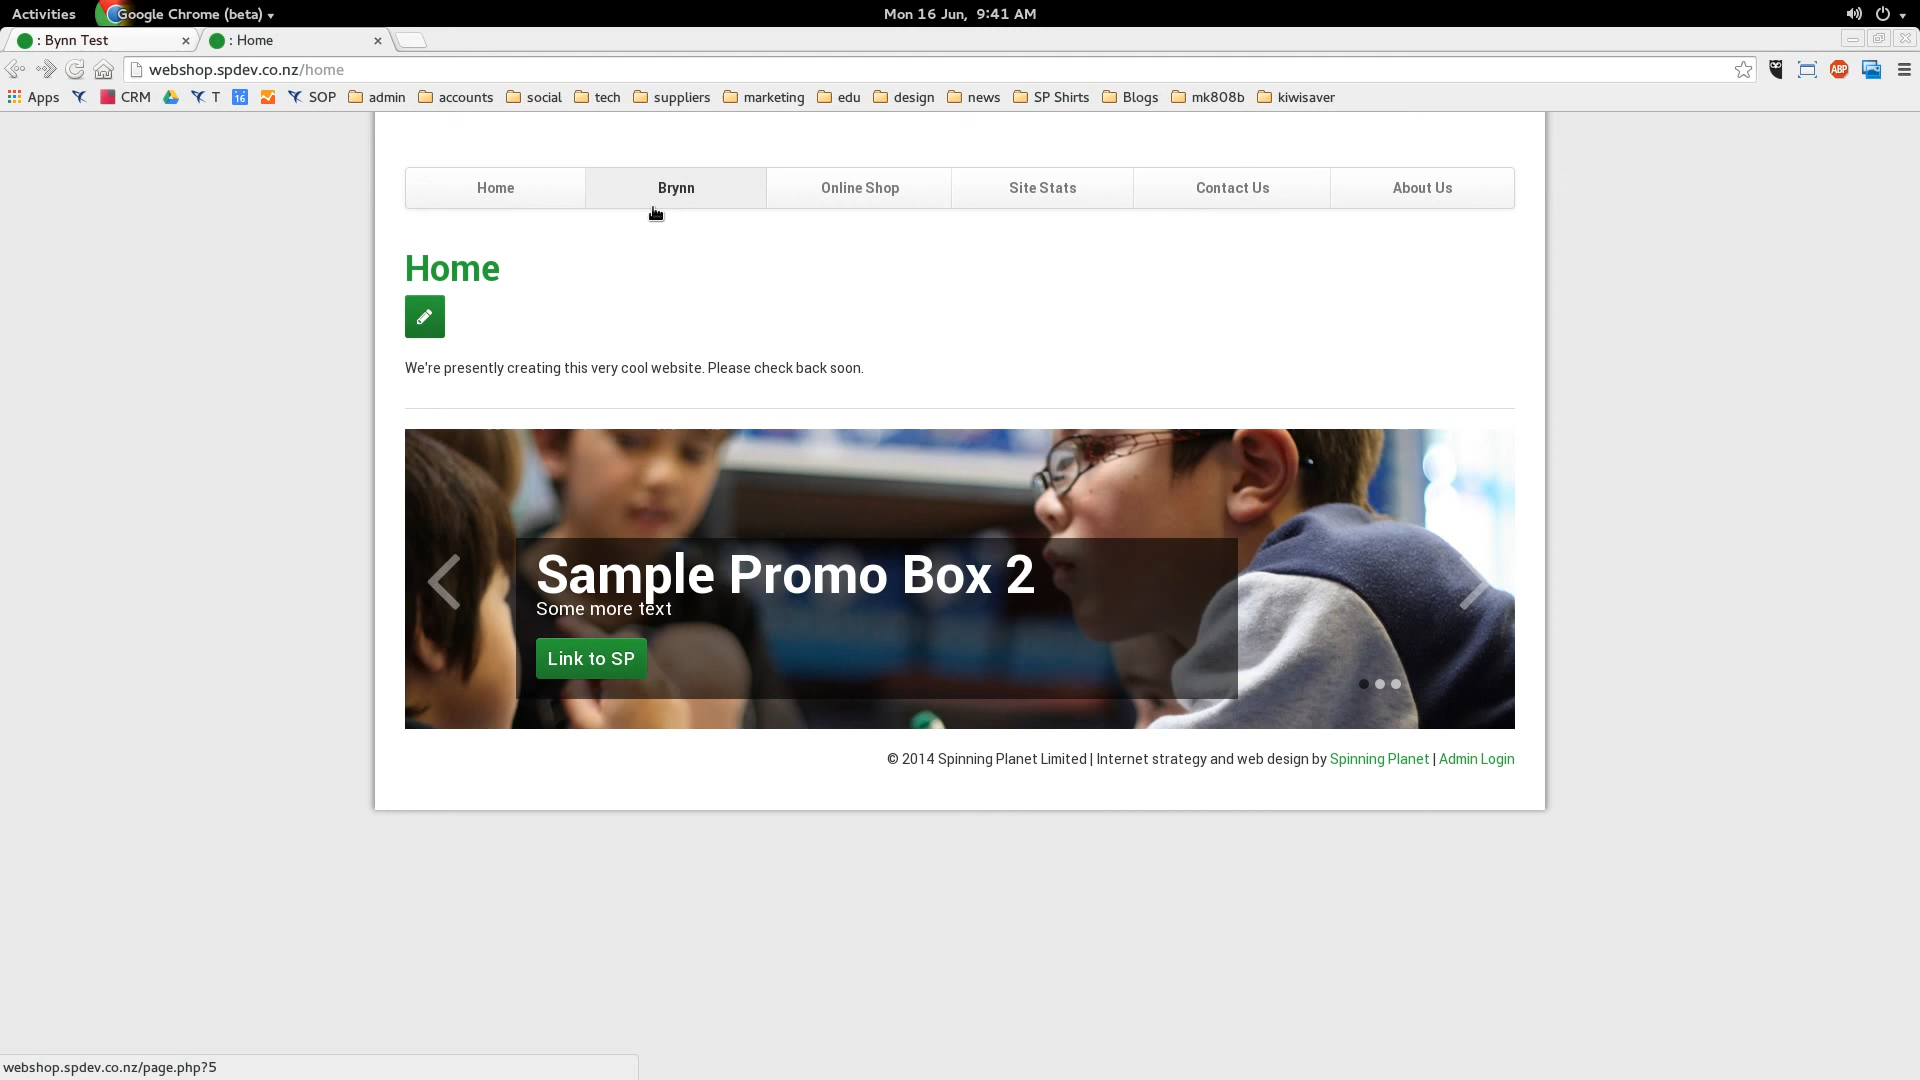 Activities Google Chrome (beta) Mon 16 Jun, 9:41 AM
: Bynn Test : Home
webshop.spdev.co.nz/home
Apps CRM T 16 SOP admin accounts social tech suppliers marketing edu design news SP Shirts Blogs mk808b kiwisaver
ABP
Home Brynn Online Shop Site Stats Contact Us About Us
Home
We're presently creating this very cool website. Please check back soon.
Sample Promo Box 2
Some more text
Link to SP
© 2014 Spinning Planet Limited | Internet strategy and web design by Spinning Planet | Admin Login
webshop.spdev.co.nz/page.php?5